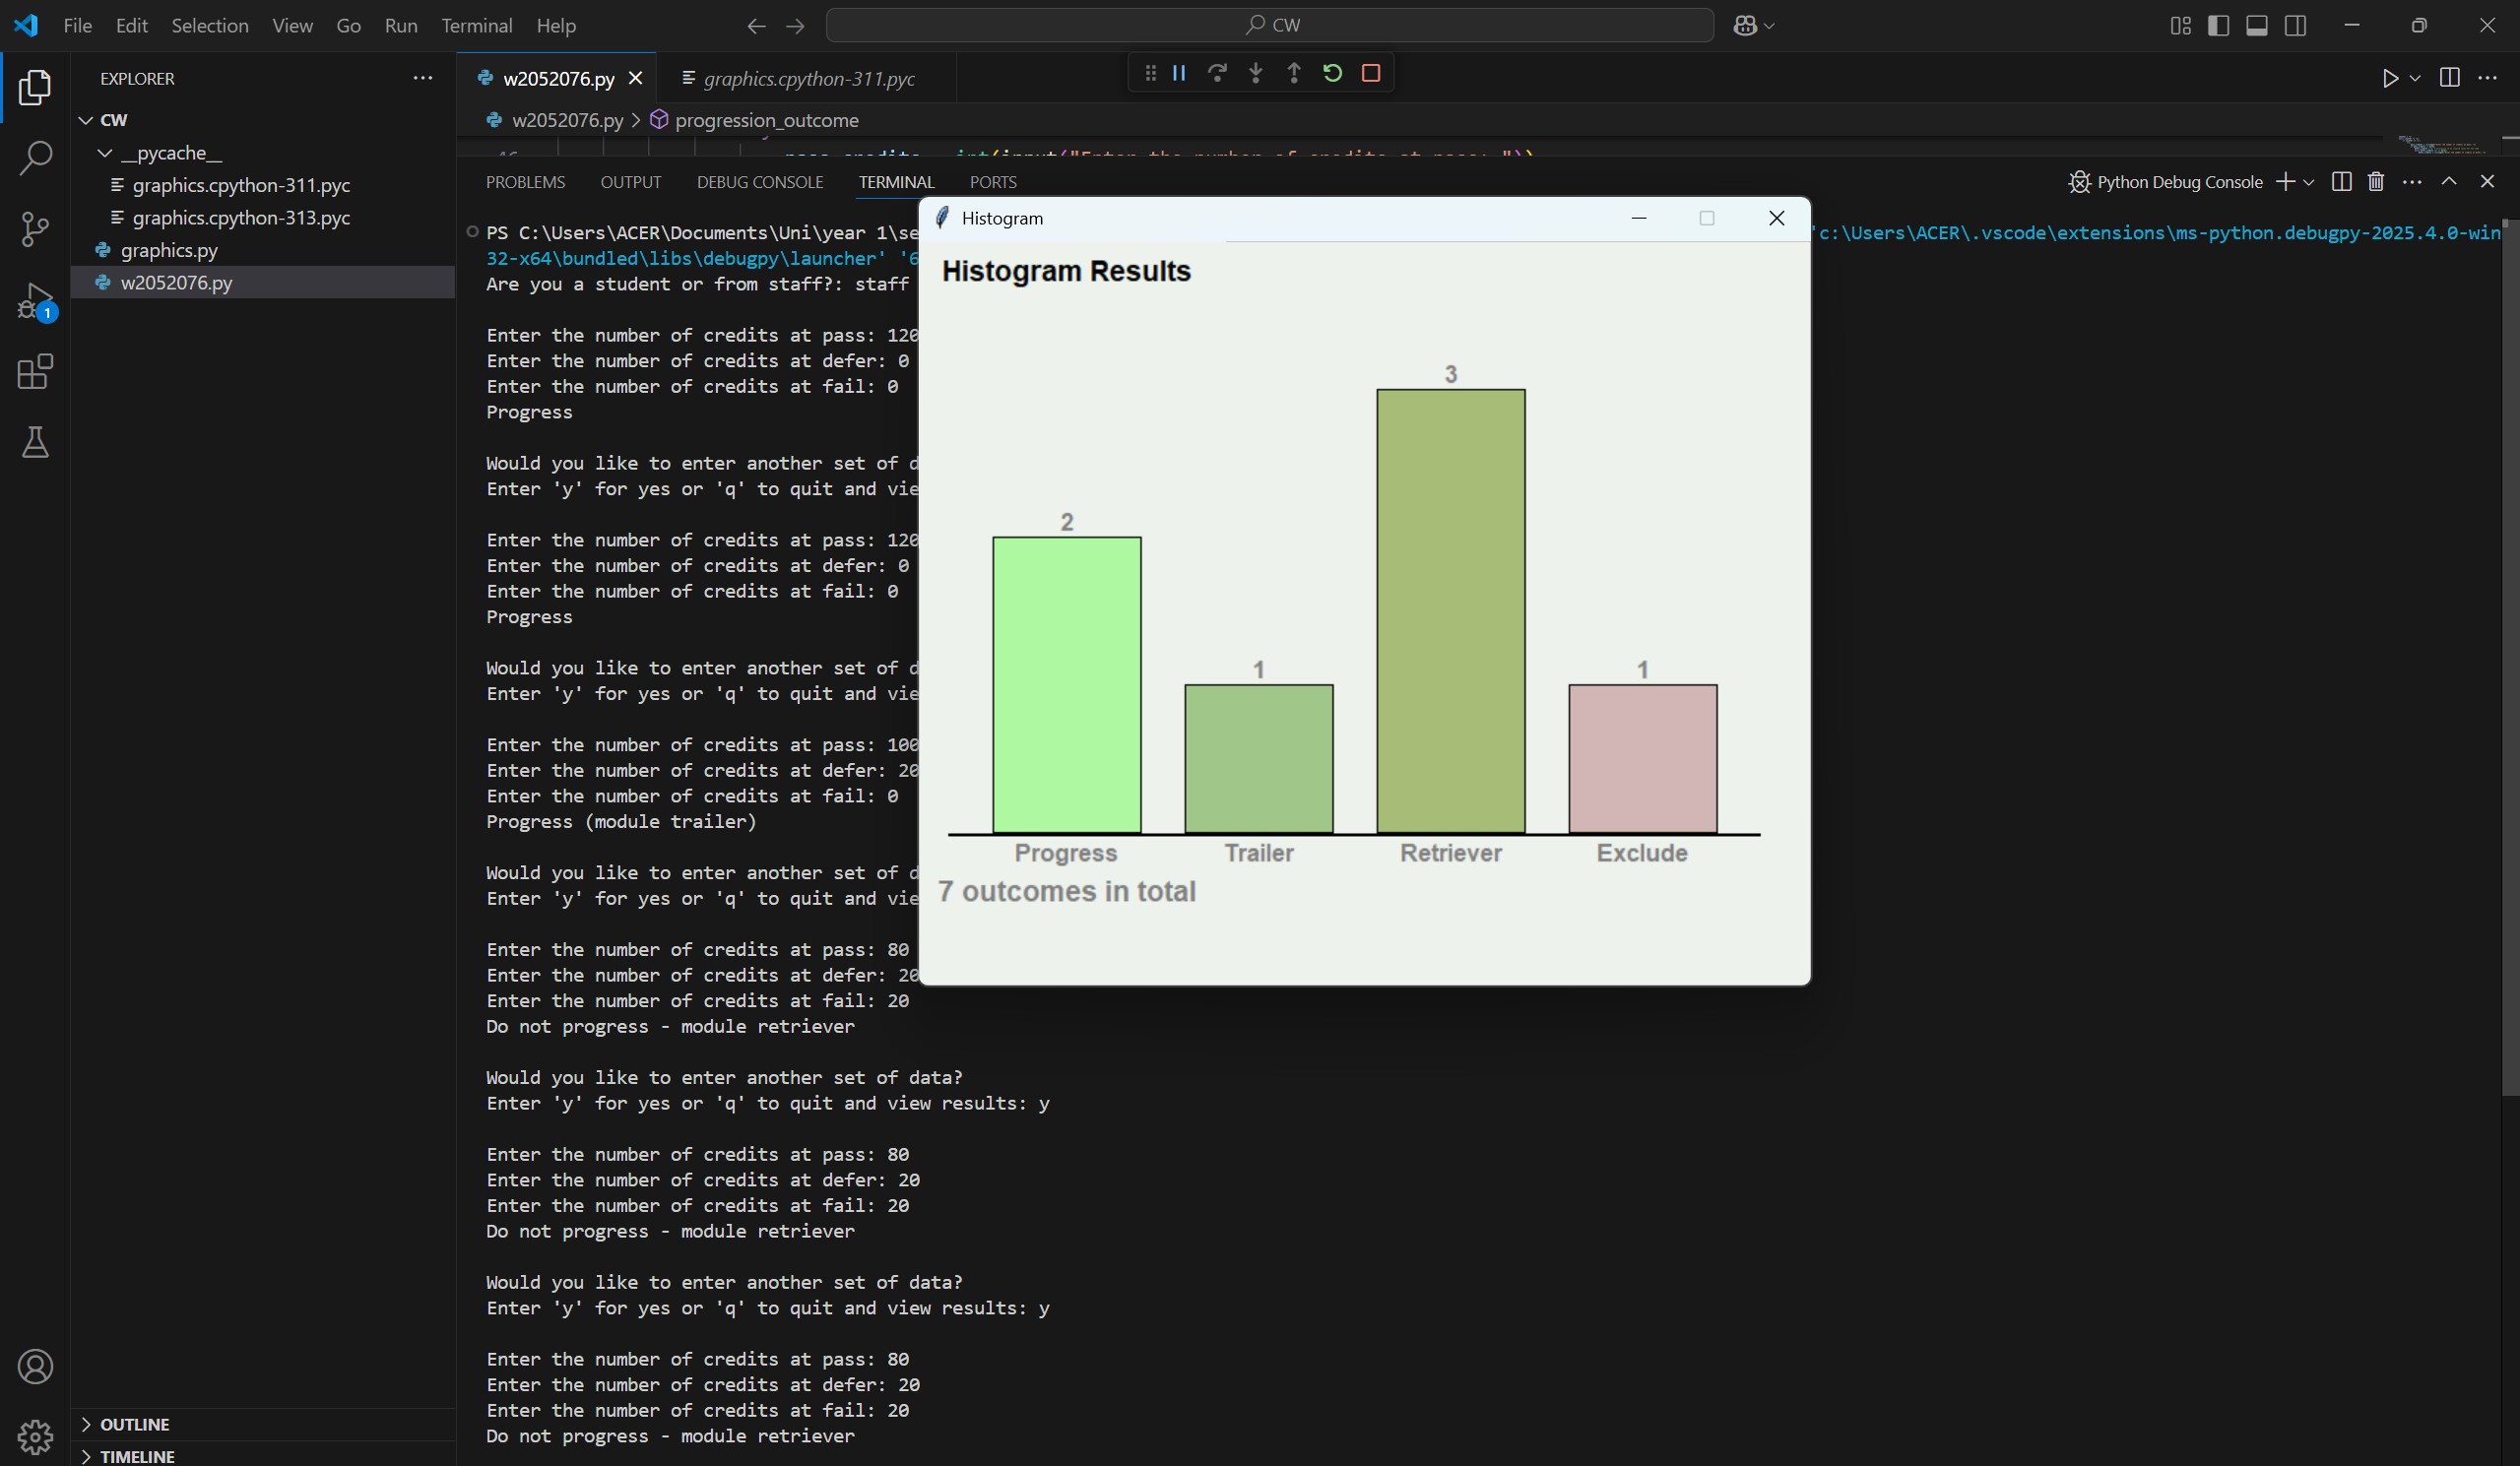 File Edit Selection View Go Run Terminal Help
CW
EXPLORER
CW
__pycache__
graphics.cpython-311.pyc
graphics.cpython-313.pyc
graphics.py
w2052076.py
1
OUTLINE
TIMELINE
w2052076.py
graphics.cpython-311.pyc
w2052076.py > progression_outcome
PROBLEMS OUTPUT DEBUG CONSOLE TERMINAL PORTS
Python Debug Console
PS C:\Users\ACER\Documents\Uni\year 1\se
'c:\Users\ACER\.vscode\extensions\ms-python.debugpy-2025.4.0-win
32-x64\bundled\libs\debugpy\launcher' '6
Are you a student or from staff?: staff
Enter the number of credits at pass: 120
Enter the number of credits at defer: 0
Enter the number of credits at fail: 0
Progress
Would you like to enter another set of d
Enter 'y' for yes or 'q' to quit and vie
Enter the number of credits at pass: 120
Enter the number of credits at defer: 0
Enter the number of credits at fail: 0
Progress
Would you like to enter another set of d
Enter 'y' for yes or 'q' to quit and vie
Enter the number of credits at pass: 100
Enter the number of credits at defer: 20
Enter the number of credits at fail: 0
Progress (module trailer)
Would you like to enter another set of d
Enter 'y' for yes or 'q' to quit and vie
Enter the number of credits at pass: 80
Enter the number of credits at defer: 20
Enter the number of credits at fail: 20
Do not progress - module retriever
Would you like to enter another set of data?
Enter 'y' for yes or 'q' to quit and view results: y
Enter the number of credits at pass: 80
Enter the number of credits at defer: 20
Enter the number of credits at fail: 20
Do not progress - module retriever
Would you like to enter another set of data?
Enter 'y' for yes or 'q' to quit and view results: y
Enter the number of credits at pass: 80
Enter the number of credits at defer: 20
Enter the number of credits at fail: 20
Do not progress - module retriever
Histogram
Histogram Results
2
1
3
1
Progress Trailer Retriever Exclude
7 outcomes in total